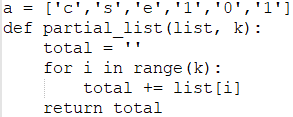 a = ['c','s','e','1','0','1']
def partial_list(list, k):
    total = ''
    for i in range(k):
        total += list[i]
    return total